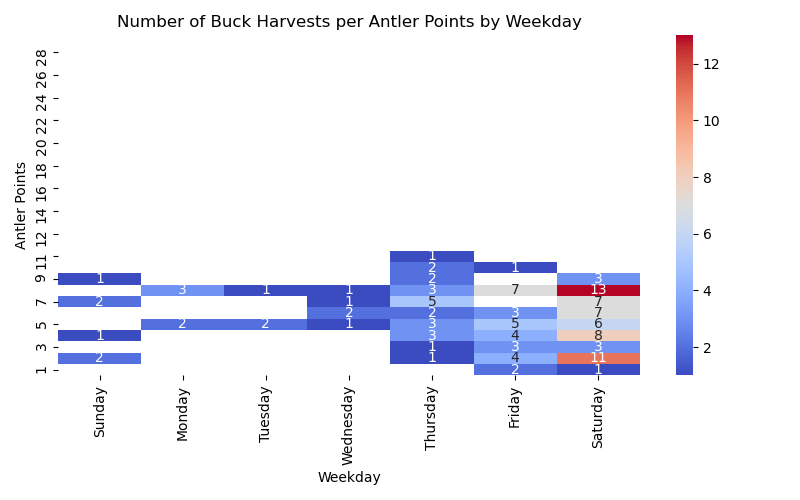 Number of Buck Harvests per Antler Points by Weekday
Antler Points
28
26
24
22
20
18
16
14
12
11
9
7
5
3
1
1
2 1
1 2 3
3 1 1 1 3 7 13
2 1 5 7
2 2 3 7
2 2 1 3 5 6
1 3 4 8
1 3 3
2 1 4 11
2 1
Sunday Monday Tuesday Wednesday Thursday Friday Saturday
Weekday
12
10
8
6
4
2